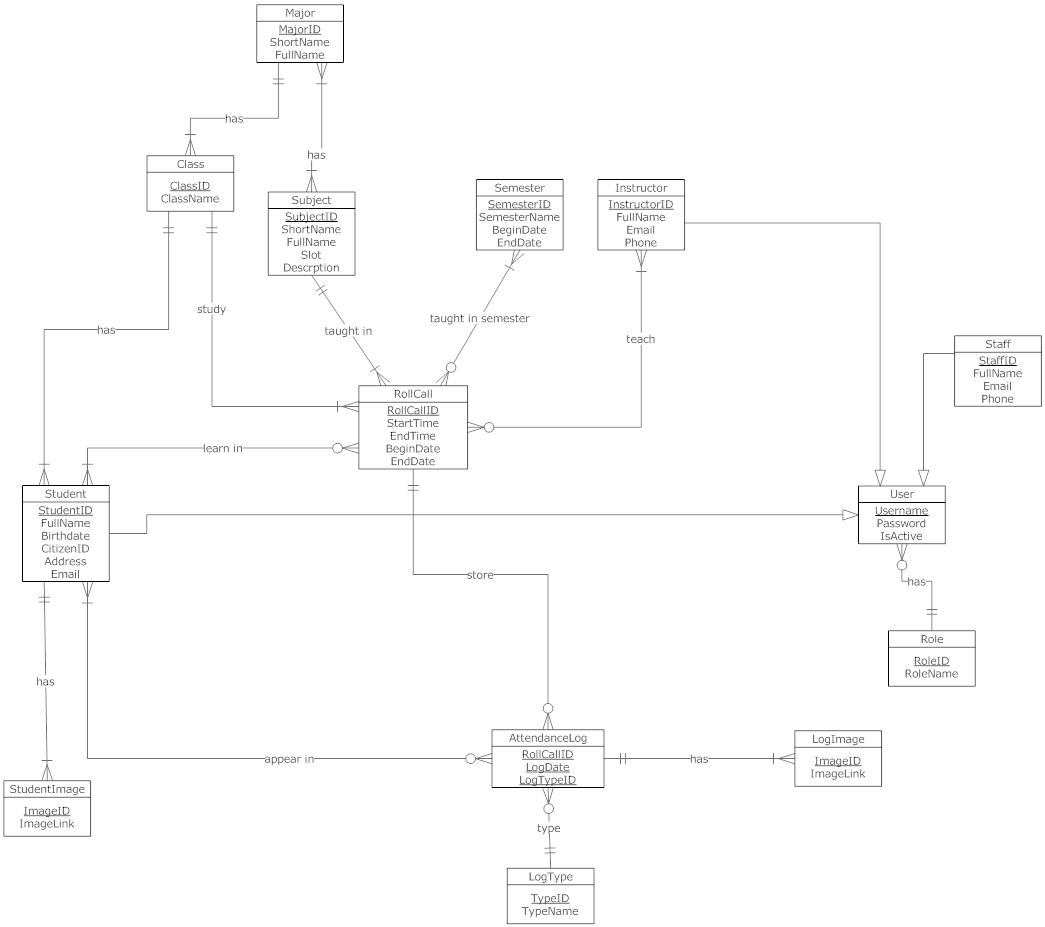 Major
MajorID
ShortName
FullName
has
Class
ClassID
ClassName
has
Subject
SubjectID
ShortName
FullName
Slot
Descrption
Semester
SemesterID
SemesterName
BeginDate
EndDate
Instructor
InstructorID
FullName
Email
Phone
study
taught in
taught in semester
teach
has
Staff
StaffID
FullName
Email
Phone
RollCall
RollCallID
StartTime
EndTime
BeginDate
EndDate
learn in
Student
StudentID
FullName
Birthdate
CitizenID
Address
Email
User
Username
Password
IsActive
store
has
Role
RoleID
RoleName
has
AttendanceLog
RollCallID
LogDate
LogTypeID
appear in
has
LogImage
ImageID
ImageLink
StudentImage
ImageID
ImageLink
type
LogType
TypeID
TypeName